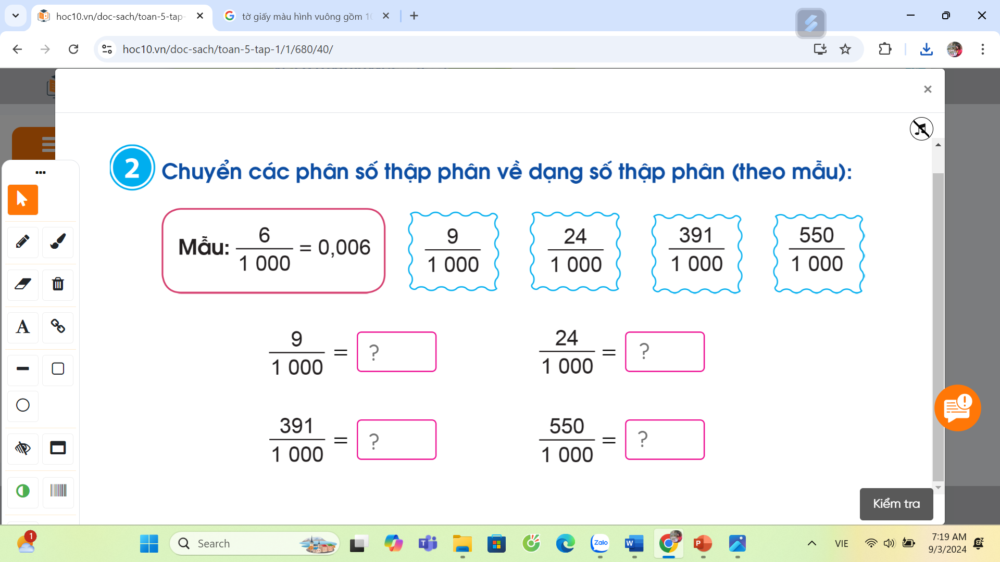 hoc10.vn/doc-sach/toan-5-tap-
tờ giấy màu hình vuông gồm 10
hoc10.vn/doc-sach/toan-5-tap-1/1/680/40/
2 Chuyển các phân số thập phân về dạng số thập phân (theo mẫu):
Mẫu: 6/1 000 = 0,006
9/1 000
24/1 000
391/1 000
550/1 000
9/1 000 = ?
24/1 000 = ?
391/1 000 = ?
550/1 000 = ?
Kiểm tra
1
Search
Zalo
VIE
7:19 AM
9/3/2024